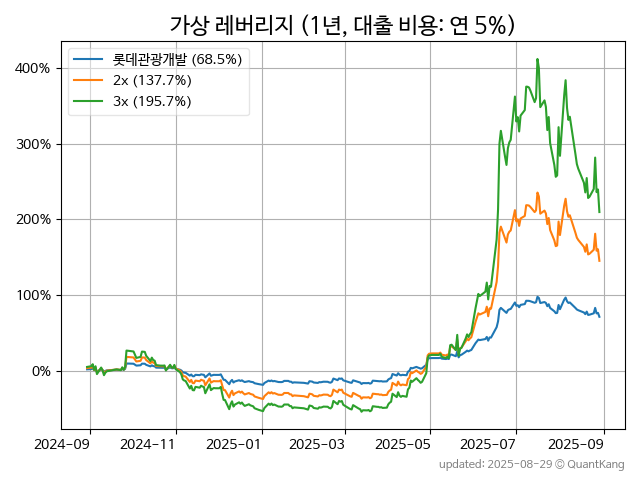 가상 레버리지 (1년, 대출 비용: 연 5%)
롯데관광개발 (68.5%)
2x (137.7%)
3x (195.7%)
400%
300%
200%
100%
0%
2024-09 2024-11 2025-01 2025-03 2025-05 2025-07 2025-09
updated: 2025-08-29 © QuantKang